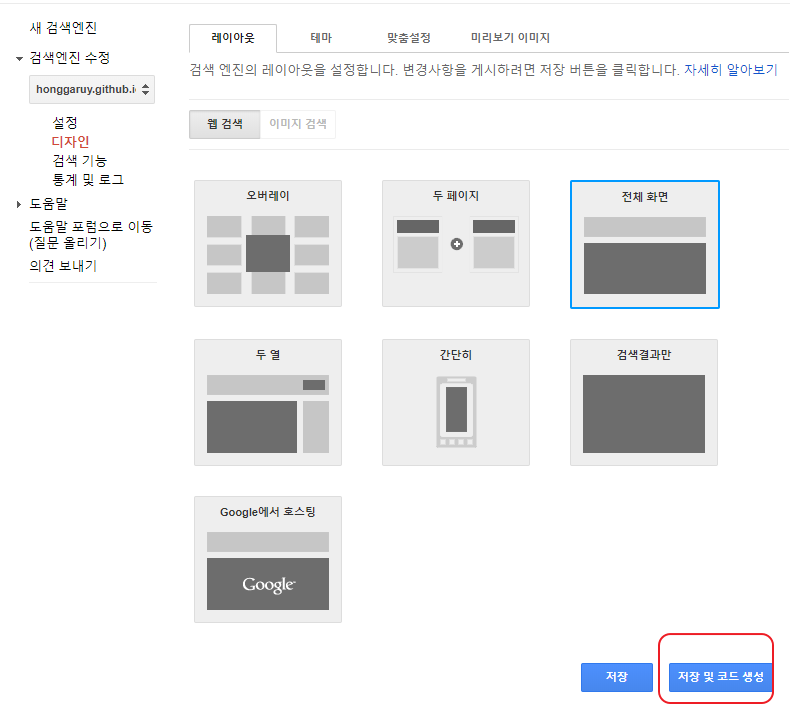 새 검색엔진
검색엔진 수정
honggaruy.github.i
설정
디자인
검색 기능
통계 및 로그
도움말
도움말 포럼으로 이동
(질문 올리기)
의견 보내기
레이아웃 테마 맞춤설정 미리보기 이미지
검색 엔진의 레이아웃을 설정합니다. 변경사항을 게시하려면 저장 버튼을 클릭합니다. 자세히 알아보기
웹 검색 이미지 검색
오버레이 두 페이지 전체 화면
두 열 간단히 검색결과만
Google에서 호스팅
Google
저장 저장 및 코드 생성